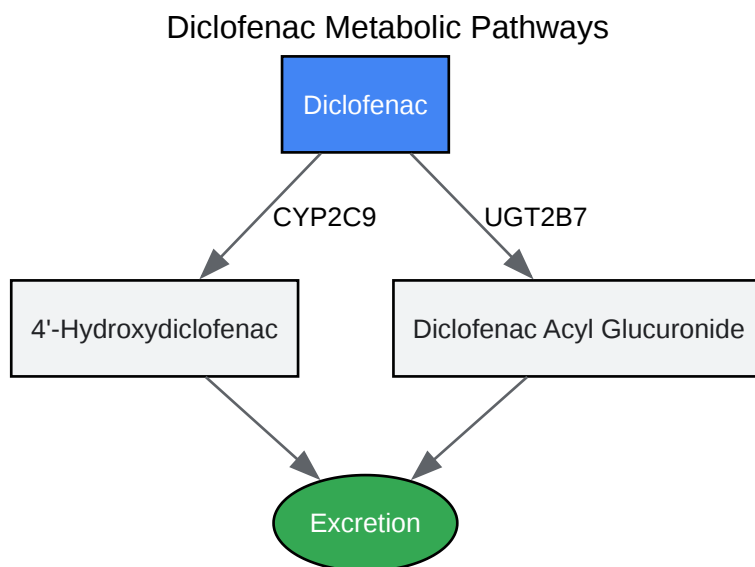 Diclofenac Metabolic Pathways
Diclofenac
CYP2C9
UGT2B7
4'-Hydroxydiclofenac
Diclofenac Acyl Glucuronide
Excretion